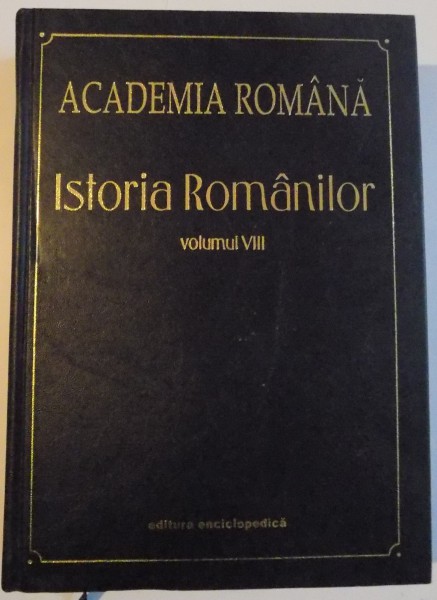 ACADEMIA ROMÂNĂ
Istoria Românilor
volumul VIII
editura enciclopedică